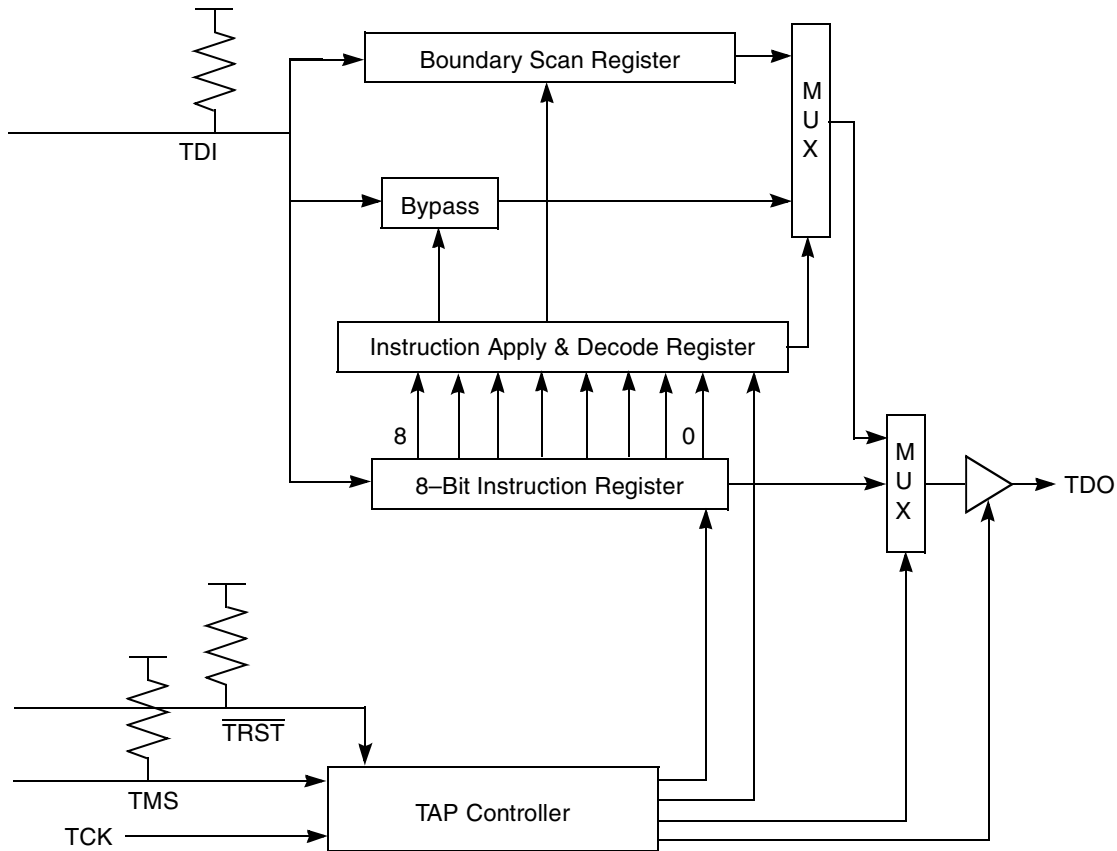 Boundary Scan Register
M
U
X
TDI
Bypass
Instruction Apply & Decode Register
8
0
8–Bit Instruction Register
M
U
X
TDO
TRST
TMS
TCK
TAP Controller